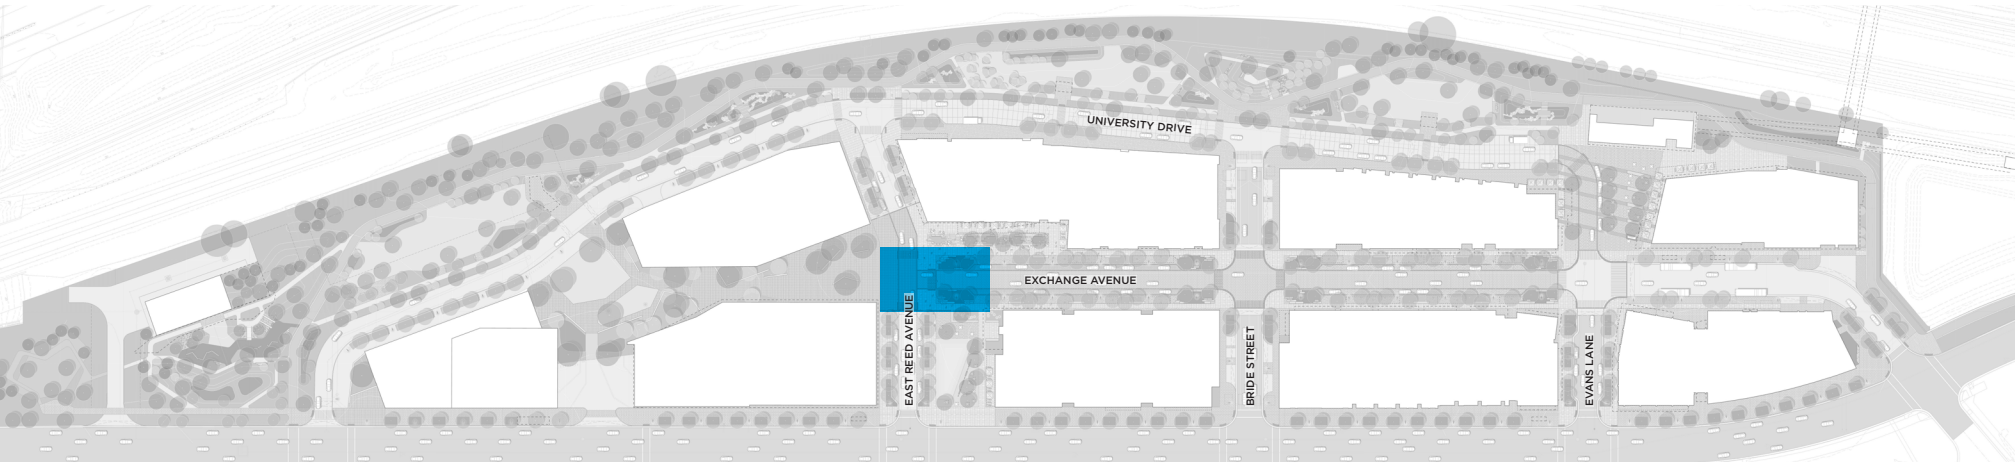 UNIVERSITY DRIVE
EXCHANGE AVENUE
EAST REED AVENUE
BRIDE STREET
EVANS LANE